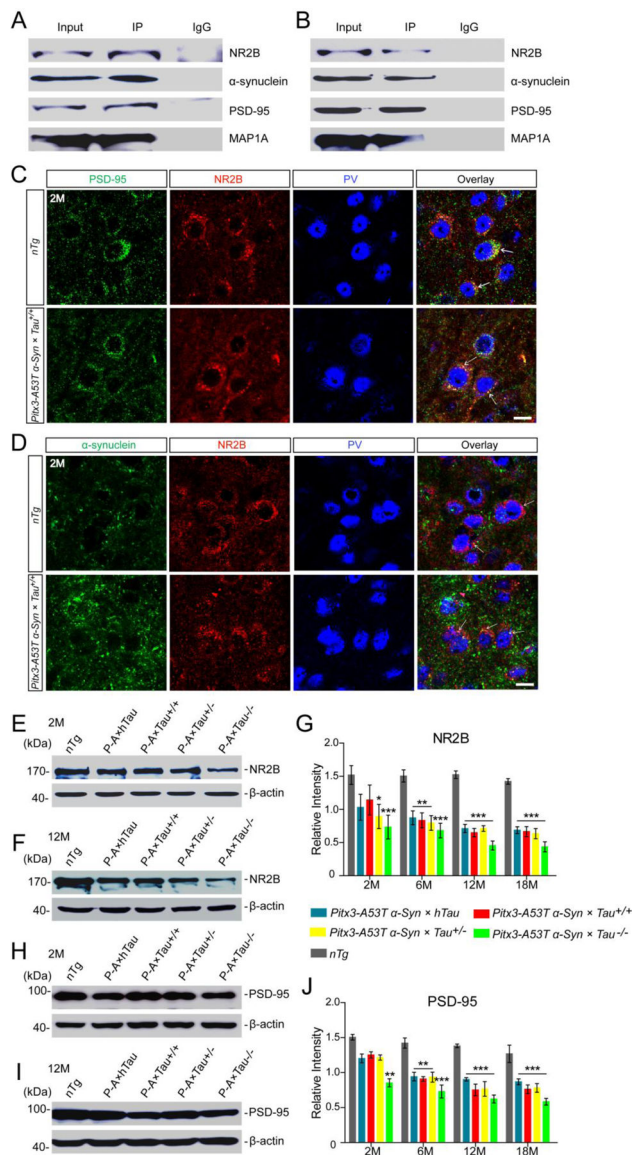 A
Input IP IgG
NR2B
α-synuclein
PSD-95
MAP1A
B
Input IP IgG
NR2B
α-synuclein
PSD-95
MAP1A
C
PSD-95 NR2B PV Overlay
2M
nTg
Pitx3-A53T α-Syn × Tau+/+
D
α-synuclein NR2B PV Overlay
2M
nTg
Pitx3-A53T α-Syn × Tau+/+
E
2M
(kDa)
nTg P-A×hTau P-A×Tau+/+ P-A×Tau+/- P-A×Tau-/-
170- -NR2B
40- -β-actin
F
12M
(kDa)
nTg P-A×hTau P-A×Tau+/+ P-A×Tau+/- P-A×Tau-/-
170- -NR2B
40- -β-actin
G
NR2B
Relative Intensity
2.0
1.5
1.0
0.5
0.0
* *** ** *** *** ***
2M 6M 12M 18M
Pitx3-A53T α-Syn × hTau Pitx3-A53T α-Syn × Tau+/+
Pitx3-A53T α-Syn × Tau+/- Pitx3-A53T α-Syn × Tau-/-
nTg
H
2M
(kDa)
nTg P-A×hTau P-A×Tau+/+ P-A×Tau+/- P-A×Tau-/-
100- -PSD-95
40- -β-actin
I
12M
(kDa)
nTg P-A×hTau P-A×Tau+/+ P-A×Tau+/- P-A×Tau-/-
100- -PSD-95
40- -β-actin
J
PSD-95
Relative Intensity
2.0
1.5
1.0
0.5
0.0
** ** *** *** ***
2M 6M 12M 18M